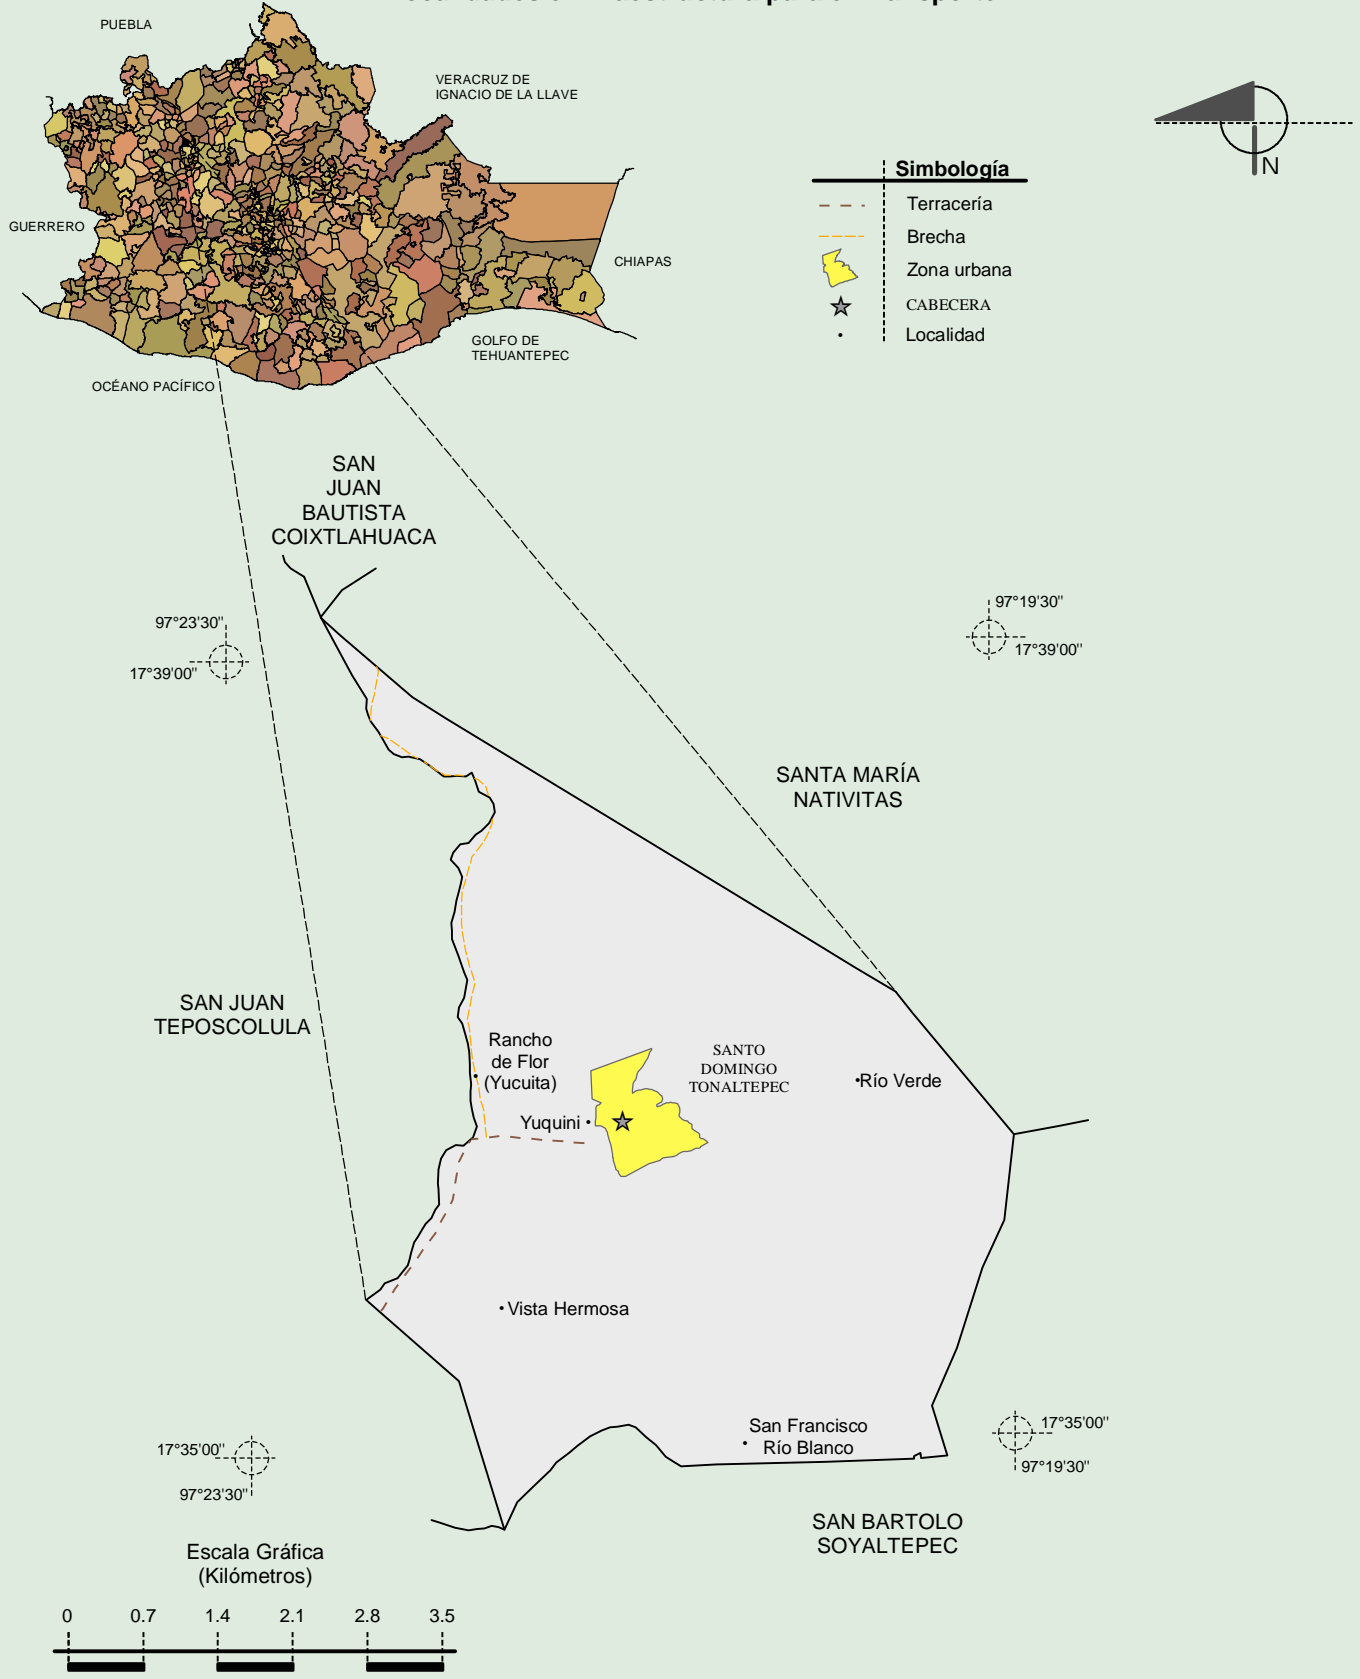 PUEBLA
VERACRUZ DE
IGNACIO DE LA LLAVE
GUERRERO
CHIAPAS
GOLFO DE
TEHUANTEPEC
OCÉANO PACÍFICO
N
Simbología
Terracería
Brecha
Zona urbana
CABECERA
Localidad
SAN
JUAN
BAUTISTA
COIXTLAHUACA
97°23'30"
17°39'00"
97°19'30"
17°39'00"
SANTA MARÍA
NATIVITAS
SAN JUAN
TEPOSCOLULA
Rancho
de Flor
(Yucuita)
SANTO
DOMINGO
TONALTEPEC
Río Verde
Yuquini
Vista Hermosa
San Francisco
Río Blanco
17°35'00"
97°23'30"
17°35'00"
97°19'30"
SAN BARTOLO
SOYALTEPEC
Escala Gráfica
(Kilómetros)
0 0.7 1.4 2.1 2.8 3.5